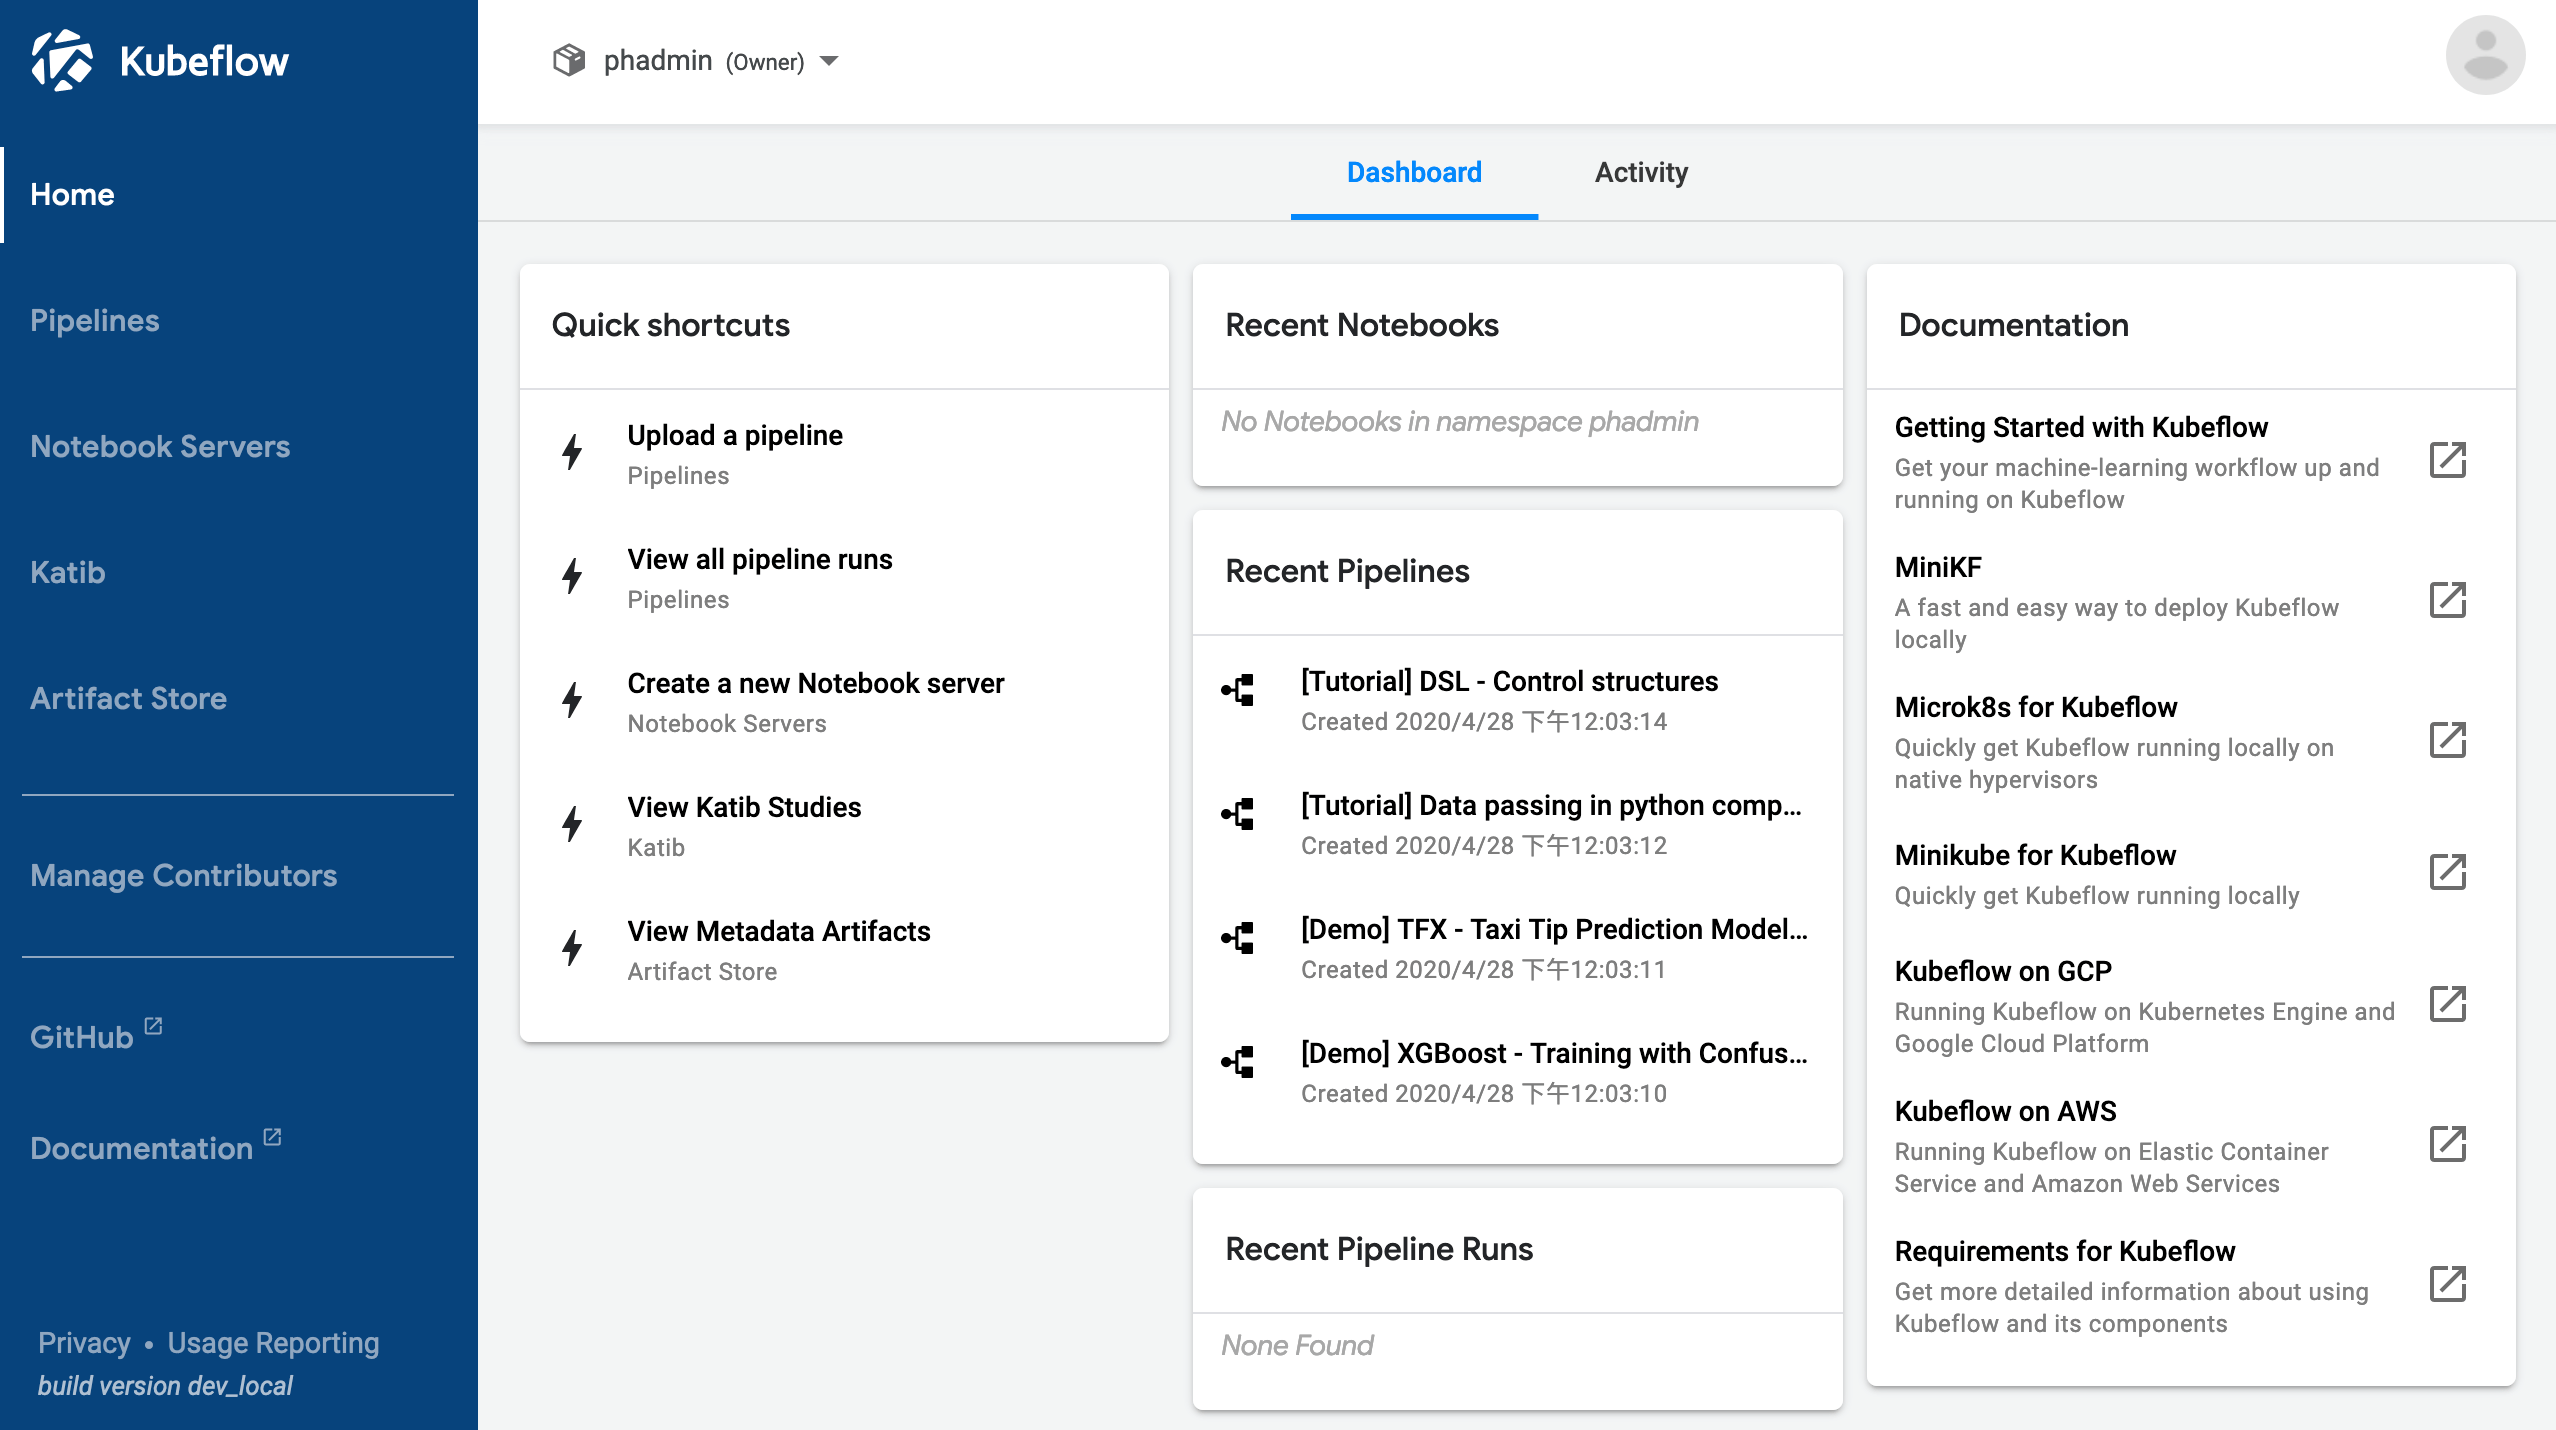 Kubeflow
phadmin (Owner)
Home
Pipelines
Notebook Servers
Katib
Artifact Store
Manage Contributors
GitHub
Documentation
Privacy • Usage Reporting
build version dev_local
Dashboard
Activity
Quick shortcuts
Upload a pipeline
Pipelines
View all pipeline runs
Pipelines
Create a new Notebook server
Notebook Servers
View Katib Studies
Katib
View Metadata Artifacts
Artifact Store
Recent Notebooks
No Notebooks in namespace phadmin
Recent Pipelines
[Tutorial] DSL - Control structures
Created 2020/4/28 下午12:03:14
[Tutorial] Data passing in python comp...
Created 2020/4/28 下午12:03:12
[Demo] TFX - Taxi Tip Prediction Model...
Created 2020/4/28 下午12:03:11
[Demo] XGBoost - Training with Confus...
Created 2020/4/28 下午12:03:10
Recent Pipeline Runs
None Found
Documentation
Getting Started with Kubeflow
Get your machine-learning workflow up and
running on Kubeflow
MiniKF
A fast and easy way to deploy Kubeflow
locally
Microk8s for Kubeflow
Quickly get Kubeflow running locally on
native hypervisors
Minikube for Kubeflow
Quickly get Kubeflow running locally
Kubeflow on GCP
Running Kubeflow on Kubernetes Engine and
Google Cloud Platform
Kubeflow on AWS
Running Kubeflow on Elastic Container
Service and Amazon Web Services
Requirements for Kubeflow
Get more detailed information about using
Kubeflow and its components